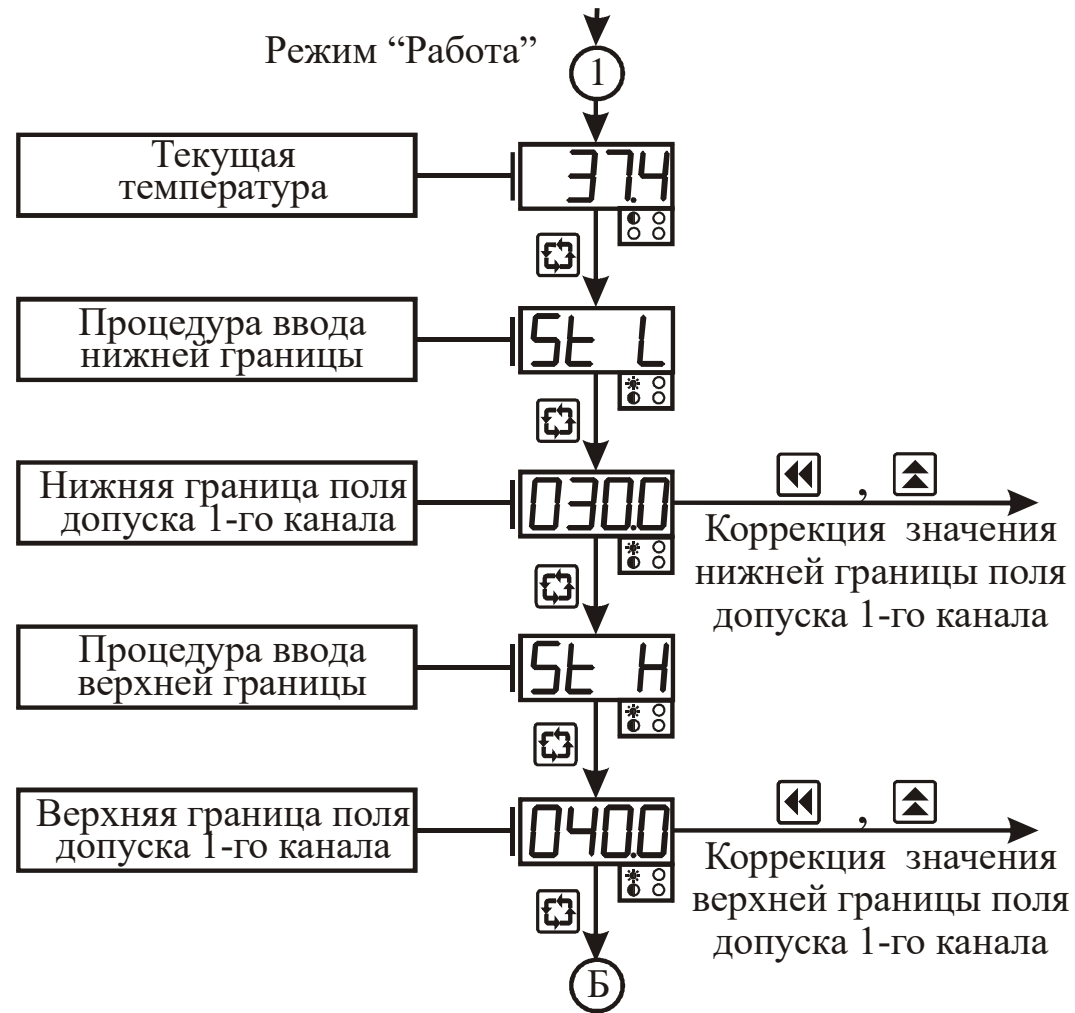 Режим “Работа”
1
Текущая
температура
37.4
Процедура ввода
нижней границы
St L
Нижняя граница поля
допуска 1-го канала
030.0
,
Коррекция значения
нижней границы поля
допуска 1-го канала
Процедура ввода
верхней границы
St H
Верхняя граница поля
допуска 1-го канала
040.0
,
Коррекция значения
верхней границы поля
допуска 1-го канала
Б